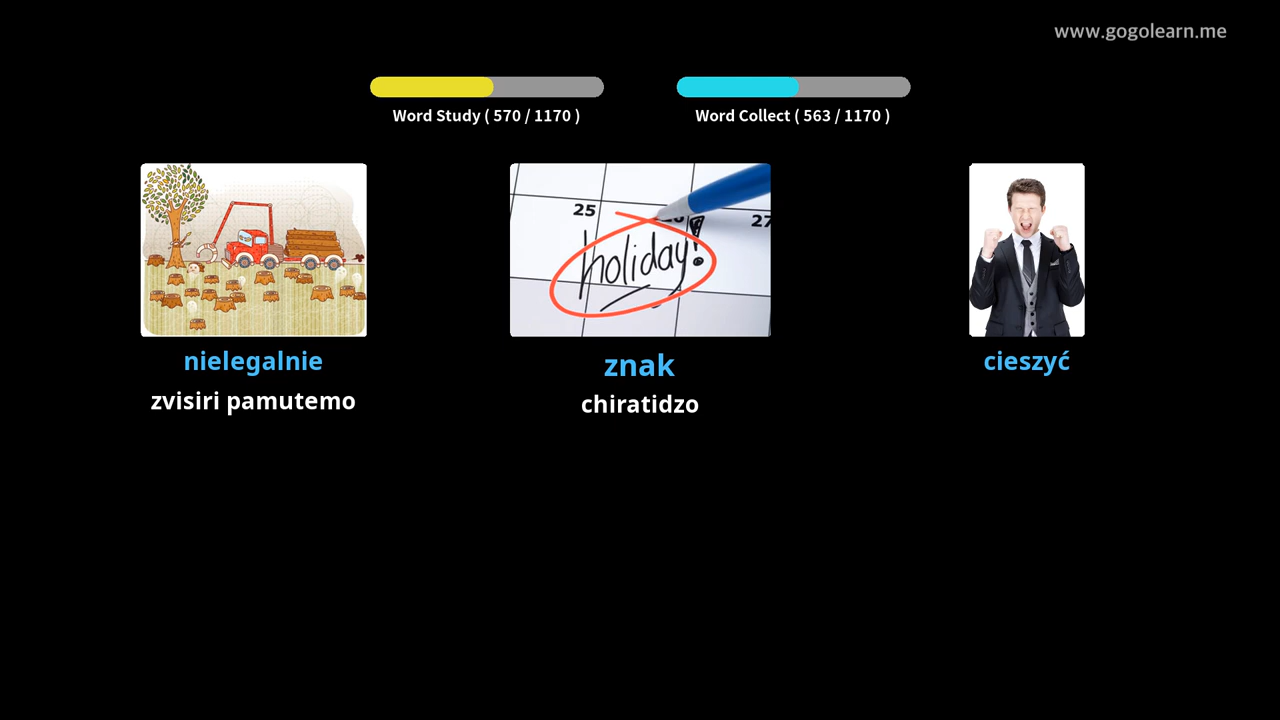 www.gogolearn.me
Word Study ( 570 / 1170 )
Word Collect ( 563 / 1170 )
25
27
holiday!
nielegalnie
zvisiri pamutemo
znak
chiratidzo
cieszyć